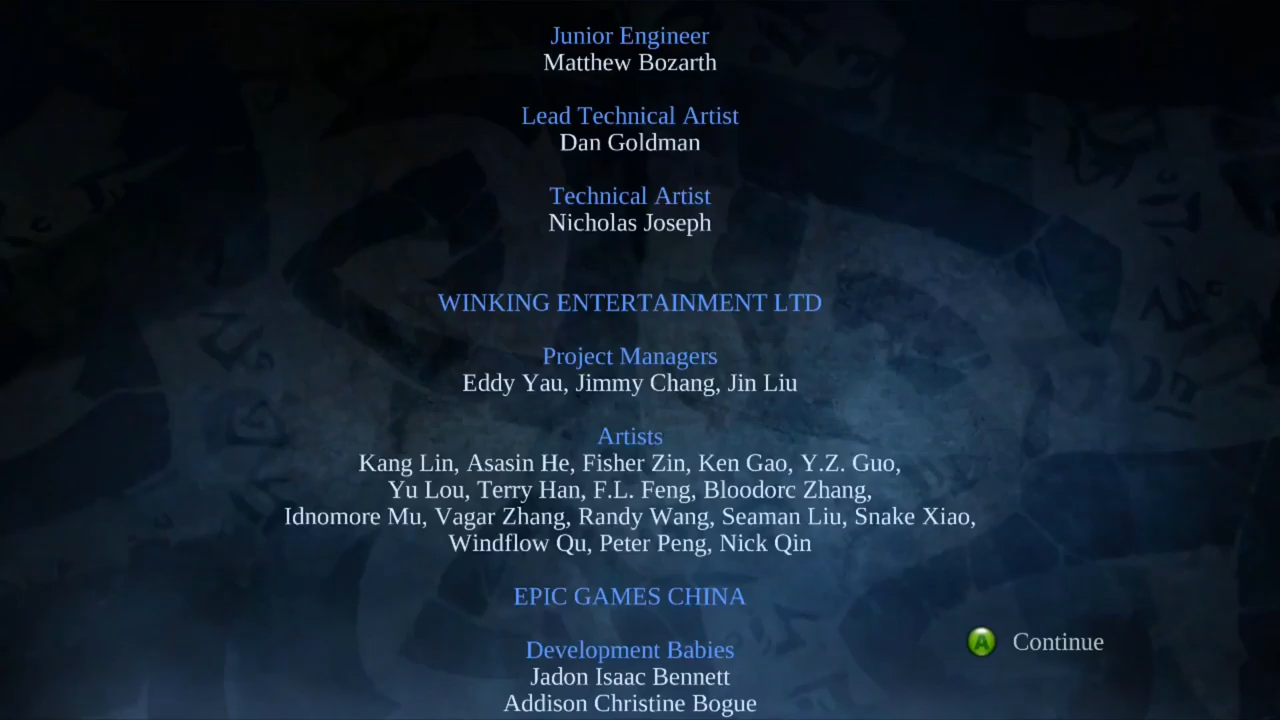 Junior Engineer
Matthew Bozarth
Lead Technical Artist
Dan Goldman
Technical Artist
Nicholas Joseph
WINKING ENTERTAINMENT LTD
Project Managers
Eddy Yau, Jimmy Chang, Jin Liu
Artists
Kang Lin, Asasin He, Fisher Zin, Ken Gao, Y.Z. Guo,
Yu Lou, Terry Han, F.L. Feng, Bloodorc Zhang,
Idnomore Mu, Vagar Zhang, Randy Wang, Seaman Liu, Snake Xiao,
Windflow Qu, Peter Peng, Nick Qin
EPIC GAMES CHINA
Development Babies
Jadon Isaac Bennett
Addison Christine Bogue
A Continue